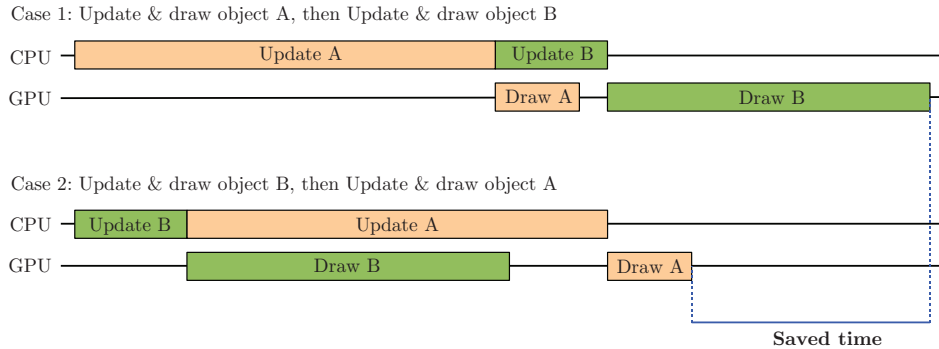 Case 1: Update & draw object A, then Update & draw object B
CPU Update A Update B
GPU Draw A Draw B
Case 2: Update & draw object B, then Update & draw object A
CPU Update B Update A
GPU Draw B Draw A
Saved time